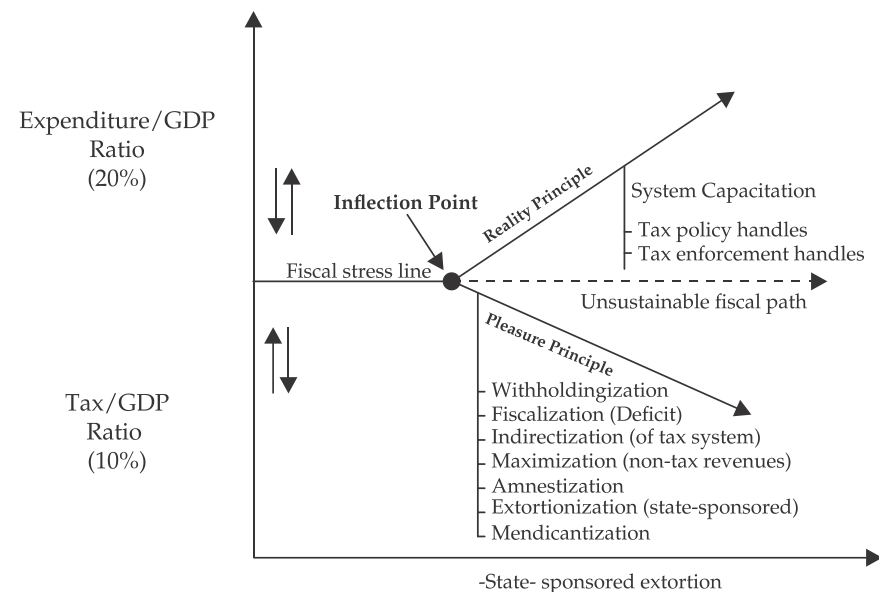 Expenditure/GDP
Ratio
(20%)
Inflection Point
Reality Principle
System Capacitation
Tax policy handles
Tax enforcement handles
Fiscal stress line
Unsustainable fiscal path
Pleasure Principle
Tax/GDP
Ratio
(10%)
Withholdingization
Fiscalization (Deficit)
Indirectization (of tax system)
Maximization (non-tax revenues)
Amnestization
Extortionization (state-sponsored)
Mendicantization
-State- sponsored extortion